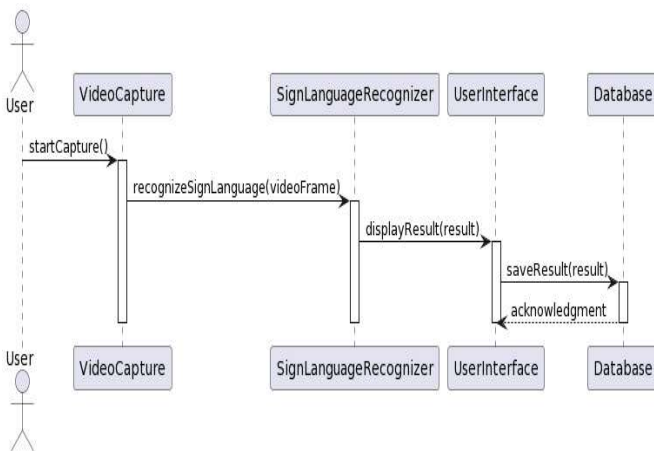 User
VideoCapture
SignLanguageRecognizer
UserInterface
Database
startCapture()
recognizeSignLanguage(videoFrame)
displayResult(result)
saveResult(result)
acknowledgment
User
VideoCapture
SignLanguageRecognizer
UserInterface
Database